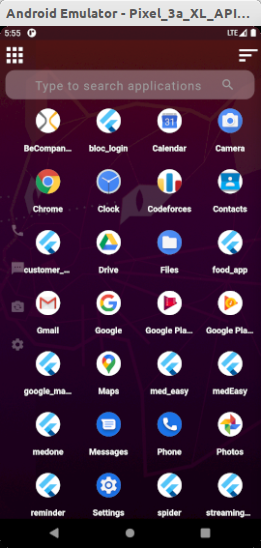 Android Emulator - Pixel_3a_XL_API...
5:55 LTE
Type to search applications
BeCompan... bloc_login Calendar Camera
31
Chrome Clock Codeforces Contacts
customer_... Drive Files food_app
Gmail Google Google Pla... Google Pla...
google_ma... Maps med_easy medEasy
medone Messages Phone Photos
reminder Settings spider streaming...